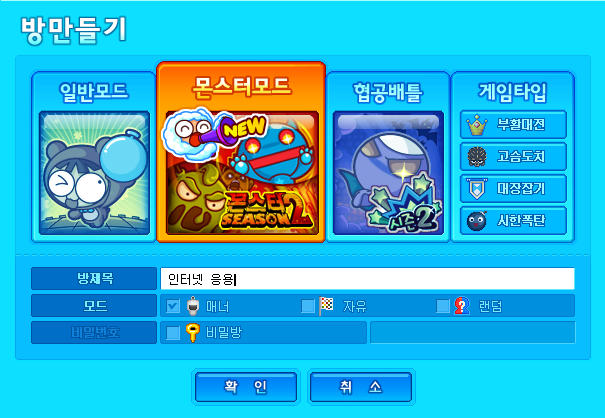 방만들기
일반모드
몬스터모드
협공배틀
게임타입
NEW
몬스터
SEASON2
시즌2
부활대전
고슴도치
대장잡기
시한폭탄
방제목 인터넷 응용
모드 매너 자유 랜덤
비밀번호 비밀방
확 인 취 소